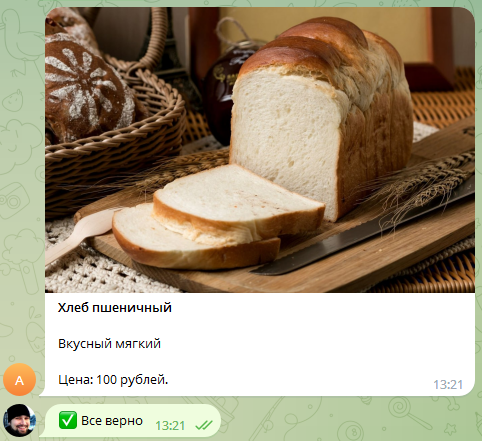 Хлеб пшеничный
Вкусный мягкий
Цена: 100 рублей.
13:21
А
✅ Все верно 13:21